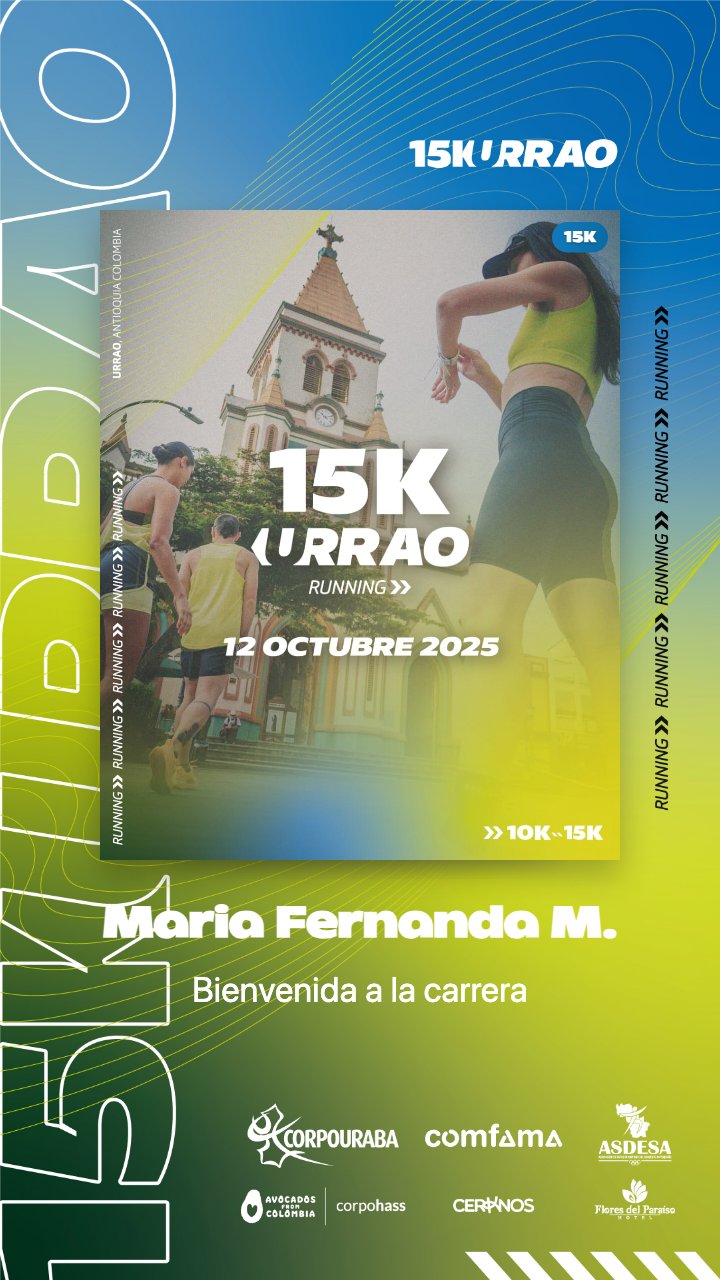 15K URRAO
15K URRAO
15K
URRAO, ANTIOQUIA COLOMBIA
RUNNING RUNNING RUNNING RUNNING RUNNING
15K
URRAO
RUNNING
12 OCTUBRE 2025
10K 15K
RUNNING RUNNING RUNNING RUNNING RUNNING
Maria Fernanda M.
Bienvenida a la carrera
CORPOURABA
comfama
ASDESA
AVOCADOS
FROM
COLOMBIA
corpohass
CERKNOS
Flores del Paraíso
HOTEL